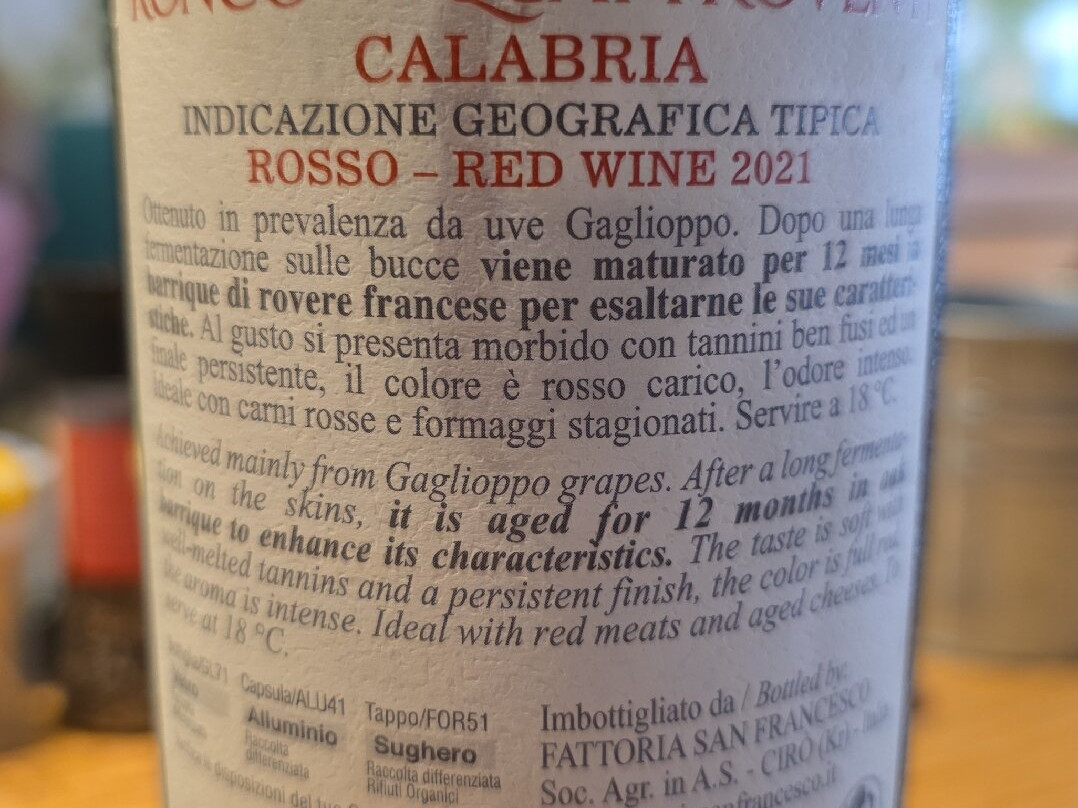 RONCO QUATTROVENTI
CALABRIA
INDICAZIONE GEOGRAFICA TIPICA
ROSSO – RED WINE 2021
Ottenuto in prevalenza da uve Gaglioppo. Dopo una lunga
fermentazione sulle bucce viene maturato per 12 mesi in
barrique di rovere francese per esaltarne le sue caratteri-
stiche. Al gusto si presenta morbido con tannini ben fusi ed un
finale persistente, il colore è rosso carico, l'odore intenso.
Ideale con carni rosse e formaggi stagionati. Servire a 18 °C.
Achieved mainly from Gaglioppo grapes. After a long fermenta-
tion on the skins, it is aged for 12 months in oak
barrique to enhance its characteristics. The taste is soft with
well-melted tannins and a persistent finish, the color is full red,
the aroma is intense. Ideal with red meats and aged cheeses. To
serve at 18 °C.
Capsula/ALU41
Alluminio
Raccolta
differenziata
Tappo/FOR51
Sughero
Raccolta differenziata
Rifiuti Organici
Imbottigliato da / Bottled by:
FATTORIA SAN FRANCESCO
Soc. Agr. in A.S. - CIRÒ (Kr) - Italia
disposizioni del tuo
francesco.it